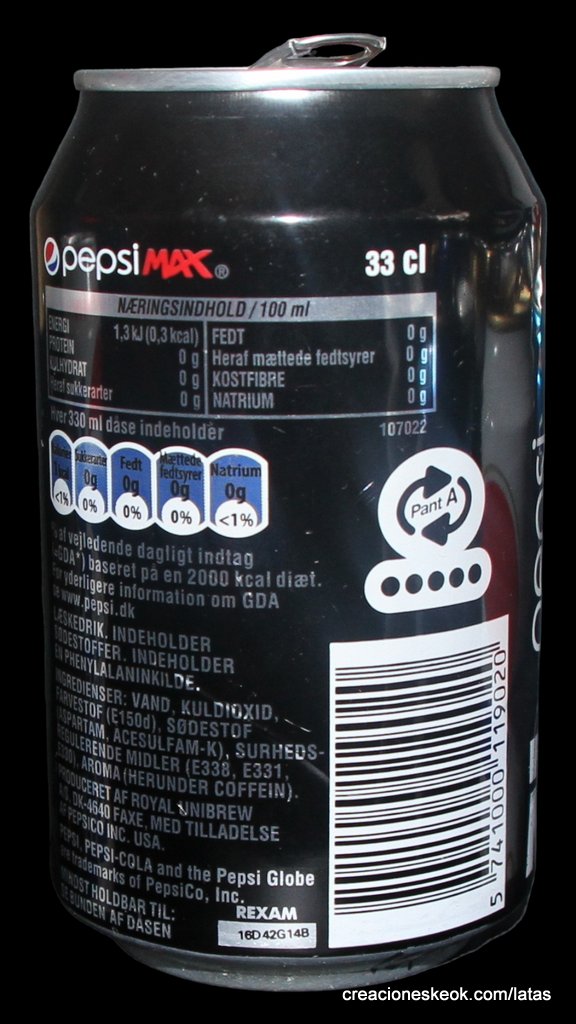 pepsi MAX®
33 cl
NÆRINGSINDHOLD / 100 ml
ENERGI 1,3 kJ (0,3 kcal)
PROTEIN 0 g
KULHYDRAT 0 g
Heraf sukkerarter 0 g
FEDT 0 g
Heraf mættede fedtsyrer 0 g
KOSTFIBRE 0 g
NATRIUM 0 g
Hver 330 ml dåse indeholder
107022
1 kcal <1%
Sukkerarter 0g 0%
Fedt 0g 0%
Mættede fedtsyrer 0g 0%
Natrium 0g <1%
% af vejledende dagligt indtag
(=GDA*) baseret på en 2000 kcal diæt.
For yderligere information om GDA
se www.pepsi.dk
LÆSKEDRIK. INDEHOLDER
SØDESTOFFER. INDEHOLDER
EN PHENYLALANINKILDE.
INGREDIENSER: VAND, KULDIOXID,
FARVESTOF (E150d), SØDESTOF
(ASPARTAM, ACESULFAM-K), SURHEDS-
REGULERENDE MIDLER (E338, E331,
AROMA (HERUNDER COFFEIN).
PRODUCERET AF ROYAL UNIBREW
A/S, DK-4640 FAXE, MED TILLADELSE
AF PEPSICO INC. USA.
PEPSI, PEPSI-COLA and the Pepsi Globe
are trademarks of PepsiCo, Inc.
MINDST HOLDBAR TIL:
SE BUNDEN AF DÅSEN
REXAM
16D42G14B
Pant A
5 741000 119020
creacioneskeok.com/latas